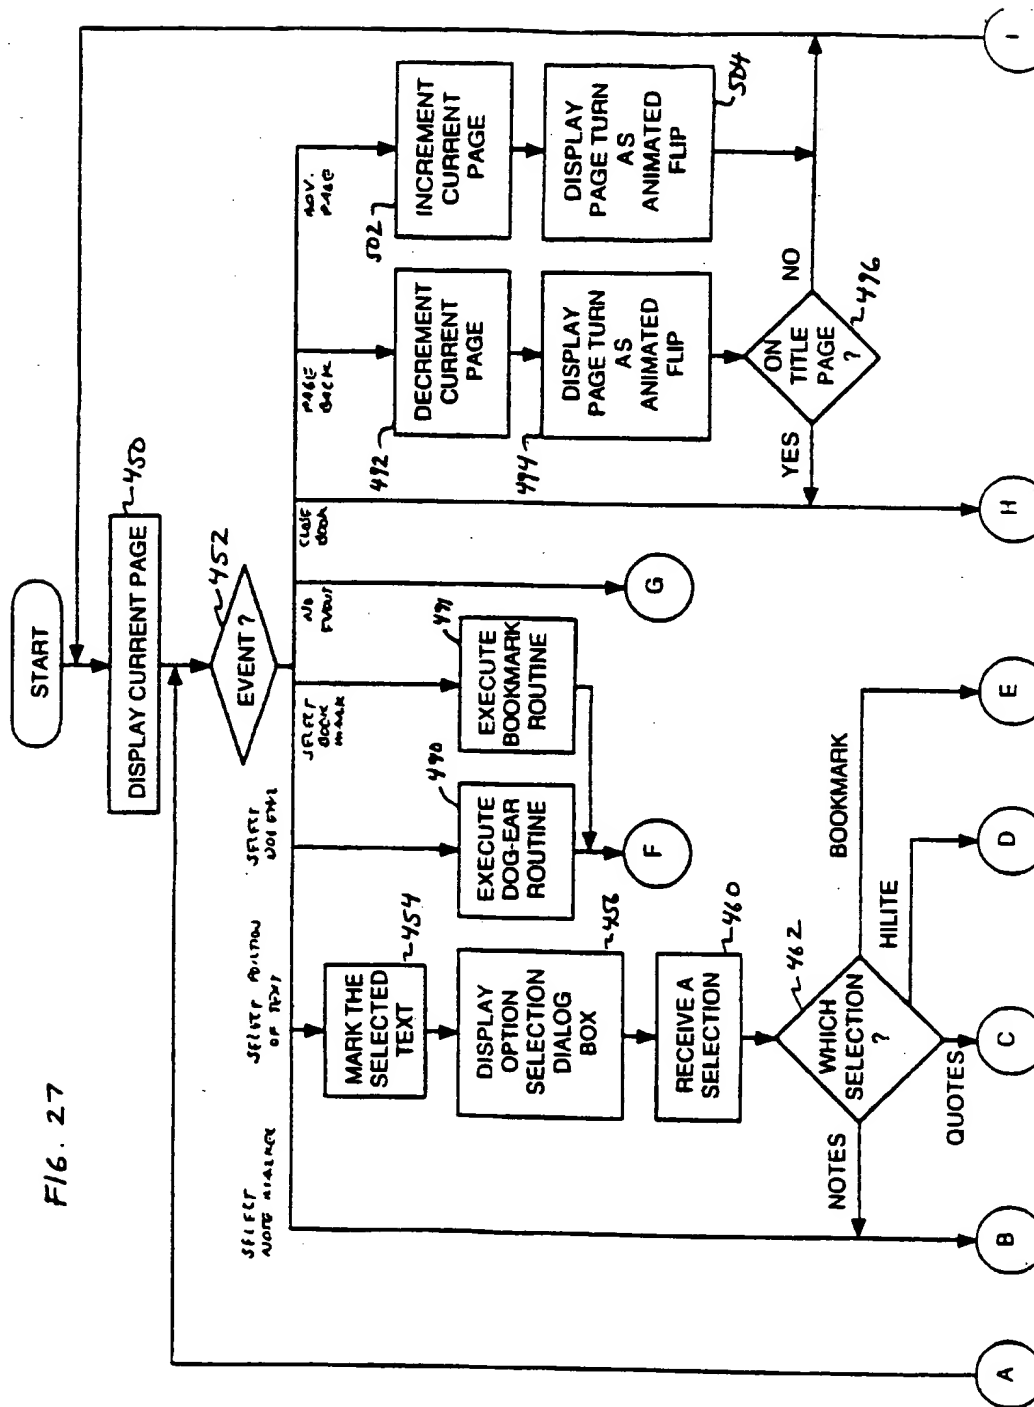 FIG. 27
START
DISPLAY CURRENT PAGE
450
EVENT ?
452
SELECT
NOTE MARKER
SELECT PORTION
OF TEXT
SELECT
DOG EAR
SELECT
BOOK
MARK
NO
EVENT
CLOSE
BOOK
PAGE
BACK
ADV.
PAGE
MARK THE
SELECTED
TEXT
454
DISPLAY
OPTION
SELECTION
DIALOG
BOX
456
RECEIVE A
SELECTION
460
WHICH
SELECTION
?
462
NOTES
QUOTES
HILITE
BOOKMARK
490
EXECUTE
DOG-EAR
ROUTINE
491
EXECUTE
BOOKMARK
ROUTINE
F
G
492
DECREMENT
CURRENT
PAGE
494
DISPLAY
PAGE TURN
AS
ANIMATED
FLIP
ON
TITLE
PAGE
?
496
YES
NO
502
INCREMENT
CURRENT
PAGE
DISPLAY
PAGE TURN
AS
ANIMATED
FLIP
504
A
B
C
D
E
H
I